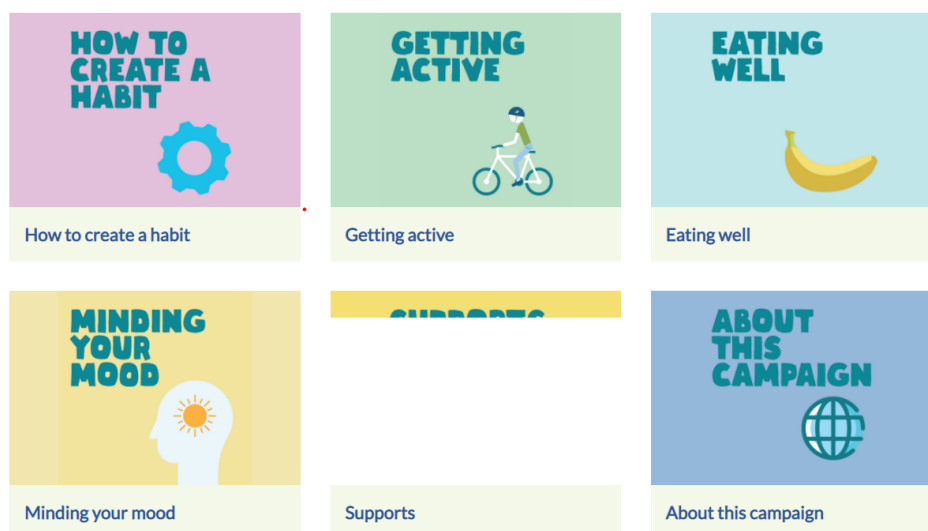 HOW TO
CREATE A
HABIT
How to create a habit
GETTING
ACTIVE
Getting active
EATING
WELL
Eating well
MINDING
YOUR
MOOD
Minding your mood
SUPPORTS
Supports
ABOUT
THIS
CAMPAIGN
About this campaign